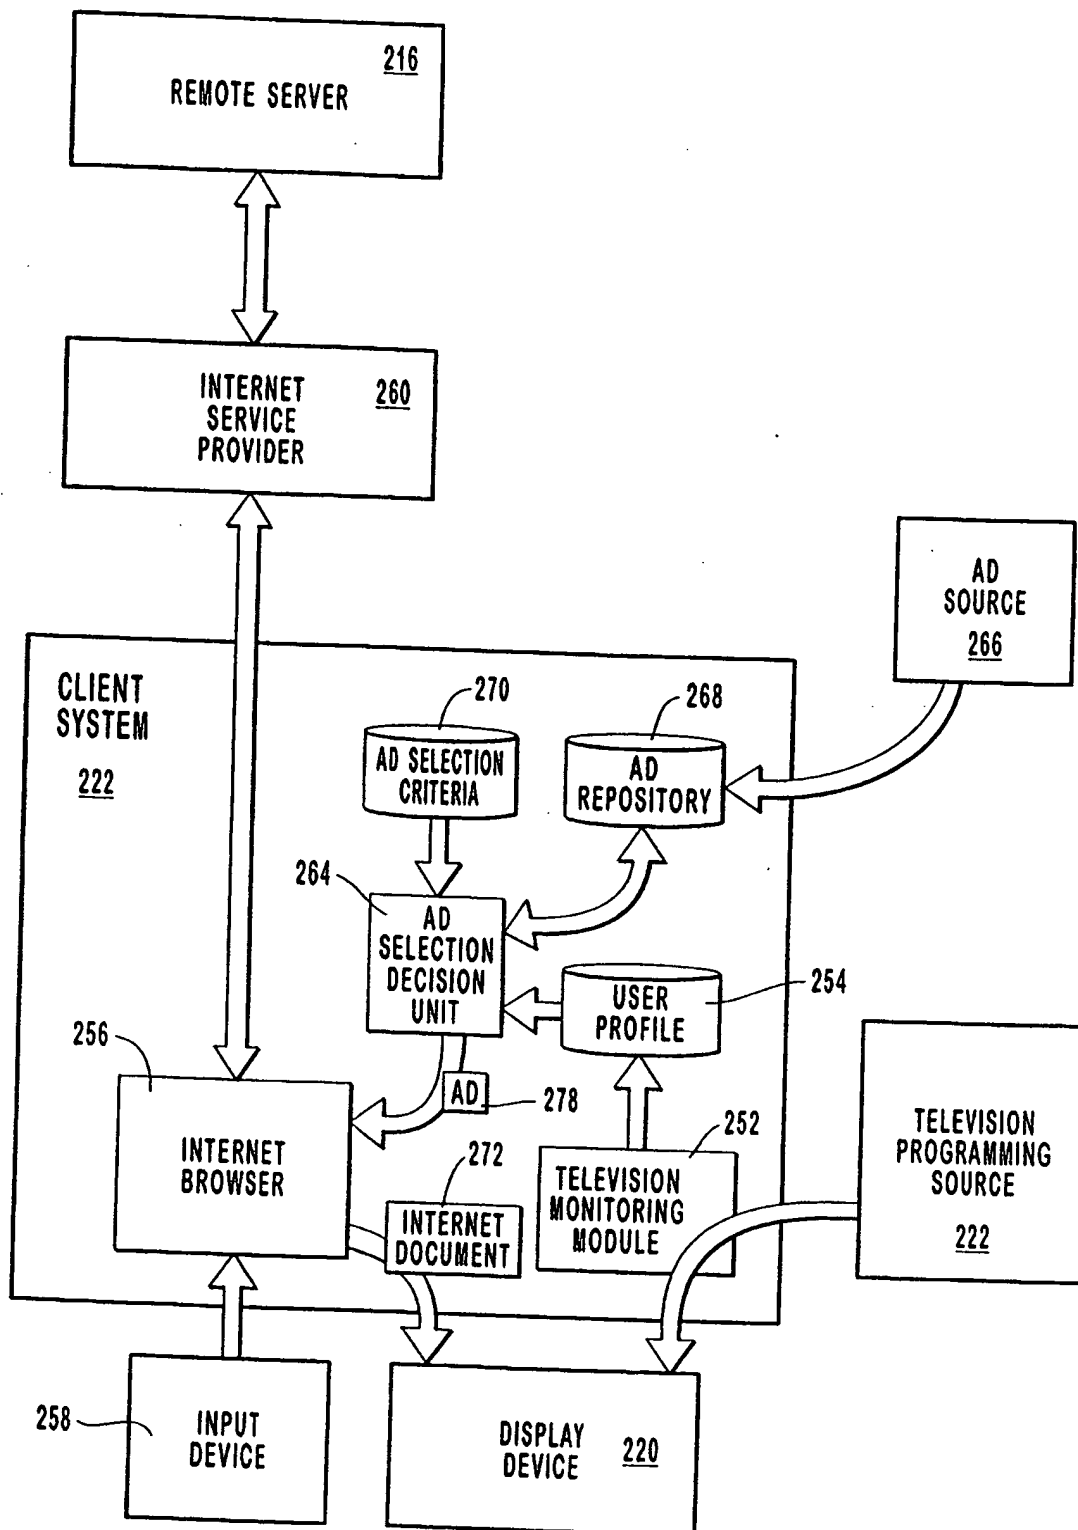 216
REMOTE SERVER
INTERNET
SERVICE
PROVIDER
260
AD
SOURCE
266
CLIENT
SYSTEM
222
270
AD SELECTION
CRITERIA
268
AD
REPOSITORY
264
AD
SELECTION
DECISION
UNIT
USER
PROFILE
254
256
AD
278
252
INTERNET
BROWSER
272
INTERNET
DOCUMENT
TELEVISION
MONITORING
MODULE
TELEVISION
PROGRAMMING
SOURCE
222
258
INPUT
DEVICE
DISPLAY
DEVICE
220